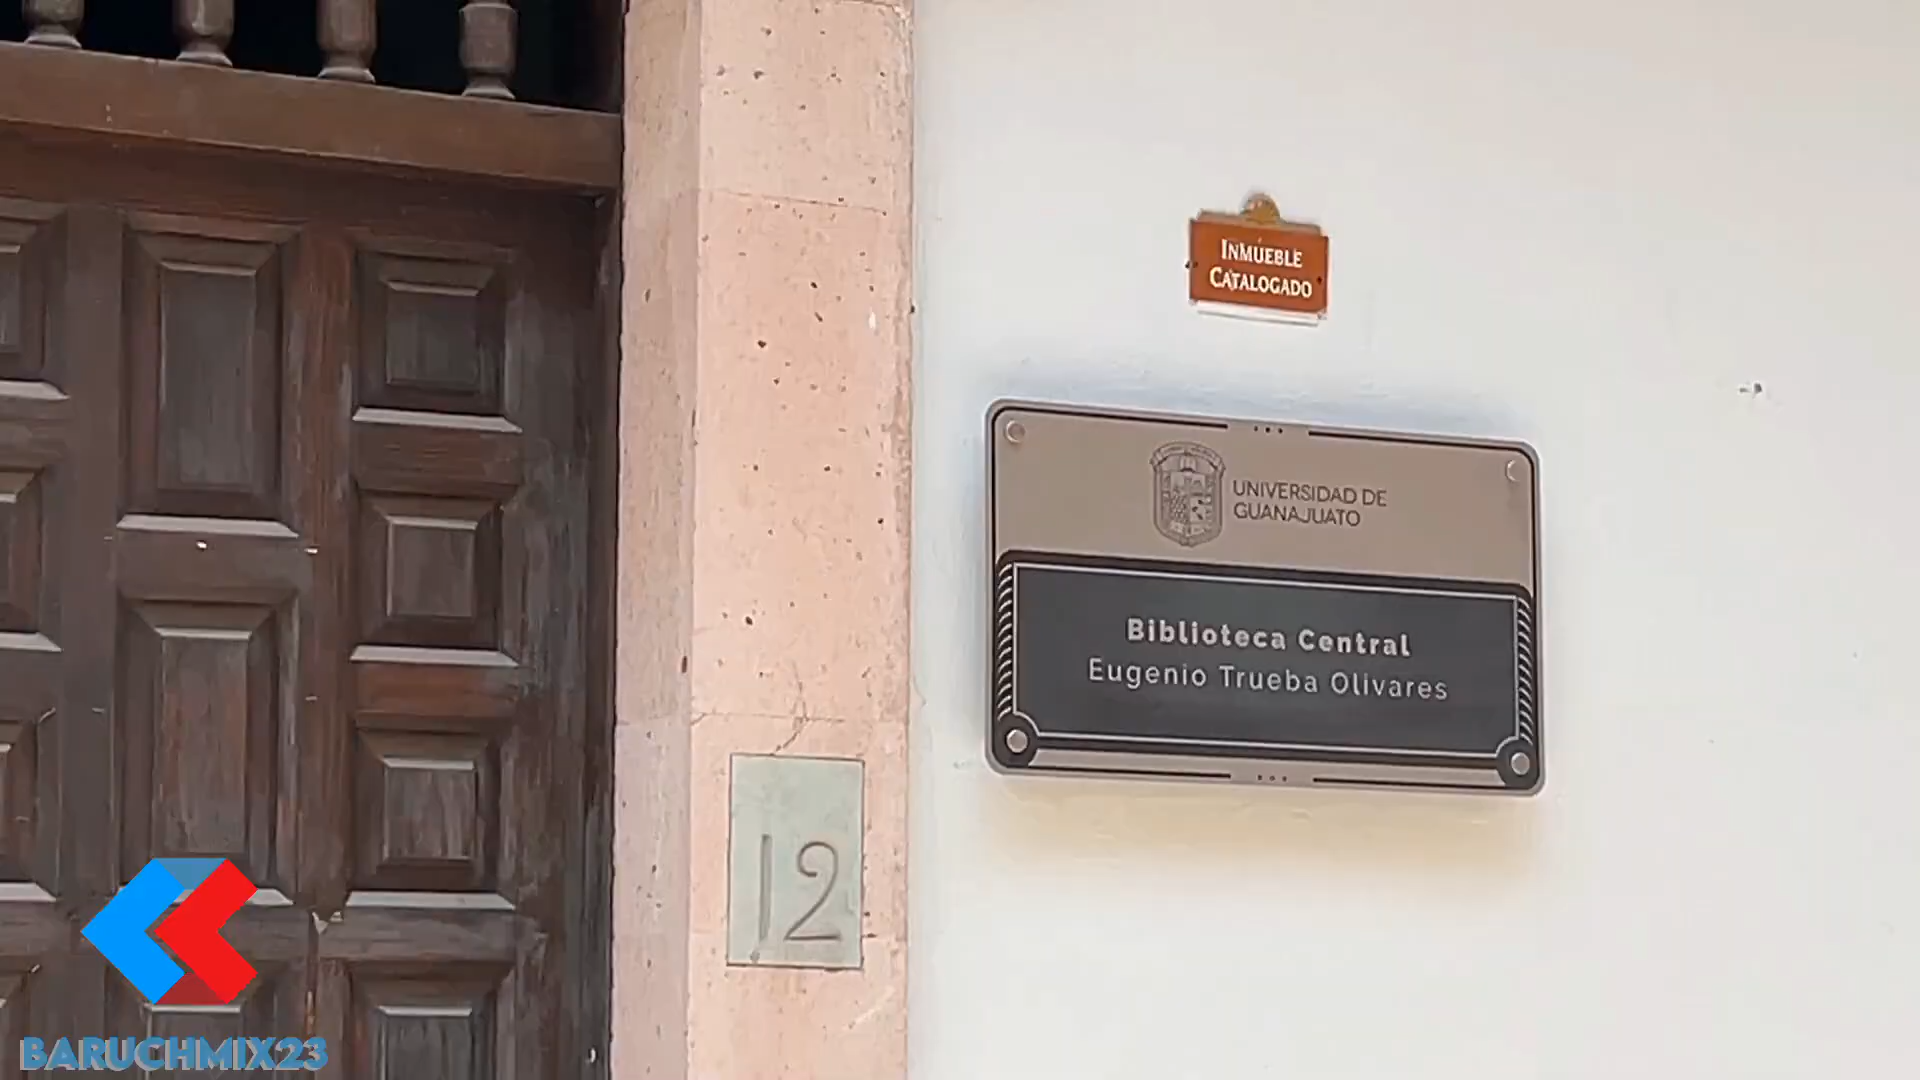 INMUEBLE
CATALOGADO
UNIVERSIDAD DE
GUANAJUATO
Biblioteca Central
Eugenio Trueba Olivares
12
BARUCHMIX23